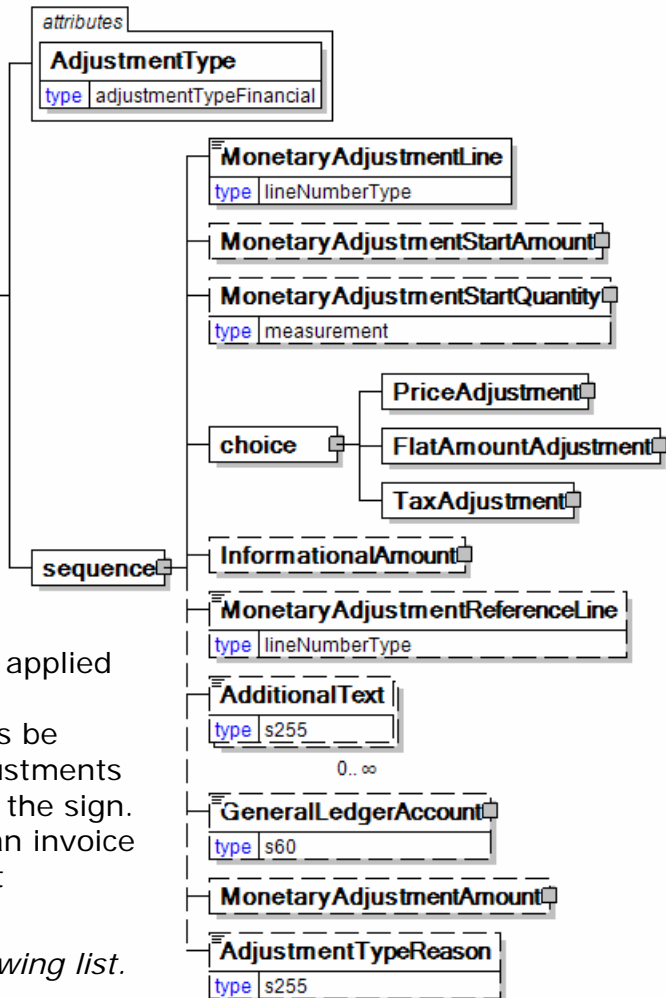 attributes
AdjustmentType
type adjustmentTypeFinancial
MonetaryAdjustmentLine
type lineNumberType
MonetaryAdjustmentStartAmount
MonetaryAdjustmentStartQuantity
type measurement
choice
PriceAdjustment
FlatAmountAdjustment
TaxAdjustment
sequence
InformationalAmount
MonetaryAdjustmentReferenceLine
type lineNumberType
AdditionalText
type s255
0.. ∞
GeneralLedgerAccount
type s60
MonetaryAdjustmentAmount
AdjustmentTypeReason
type s255
applied
s be
ustments
the sign.
an invoice
t
wing list.